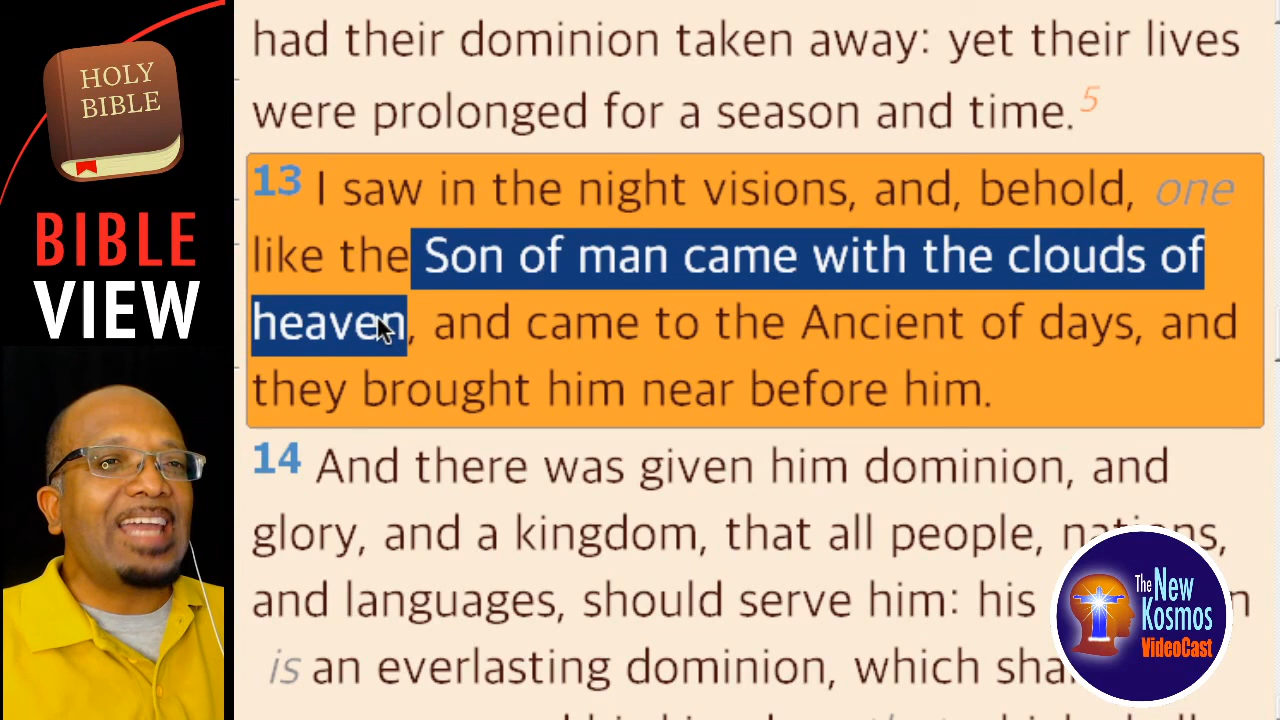 HOLY
BIBLE
BIBLE
VIEW
had their dominion taken away: yet their lives
were prolonged for a season and time. 5
13 I saw in the night visions, and, behold, one
like the Son of man came with the clouds of
heaven, and came to the Ancient of days, and
they brought him near before him.
14 And there was given him dominion, and
glory, and a kingdom, that all people, nations,
and languages, should serve him: his
is an everlasting dominion, which
The New
Kosmos
VideoCast